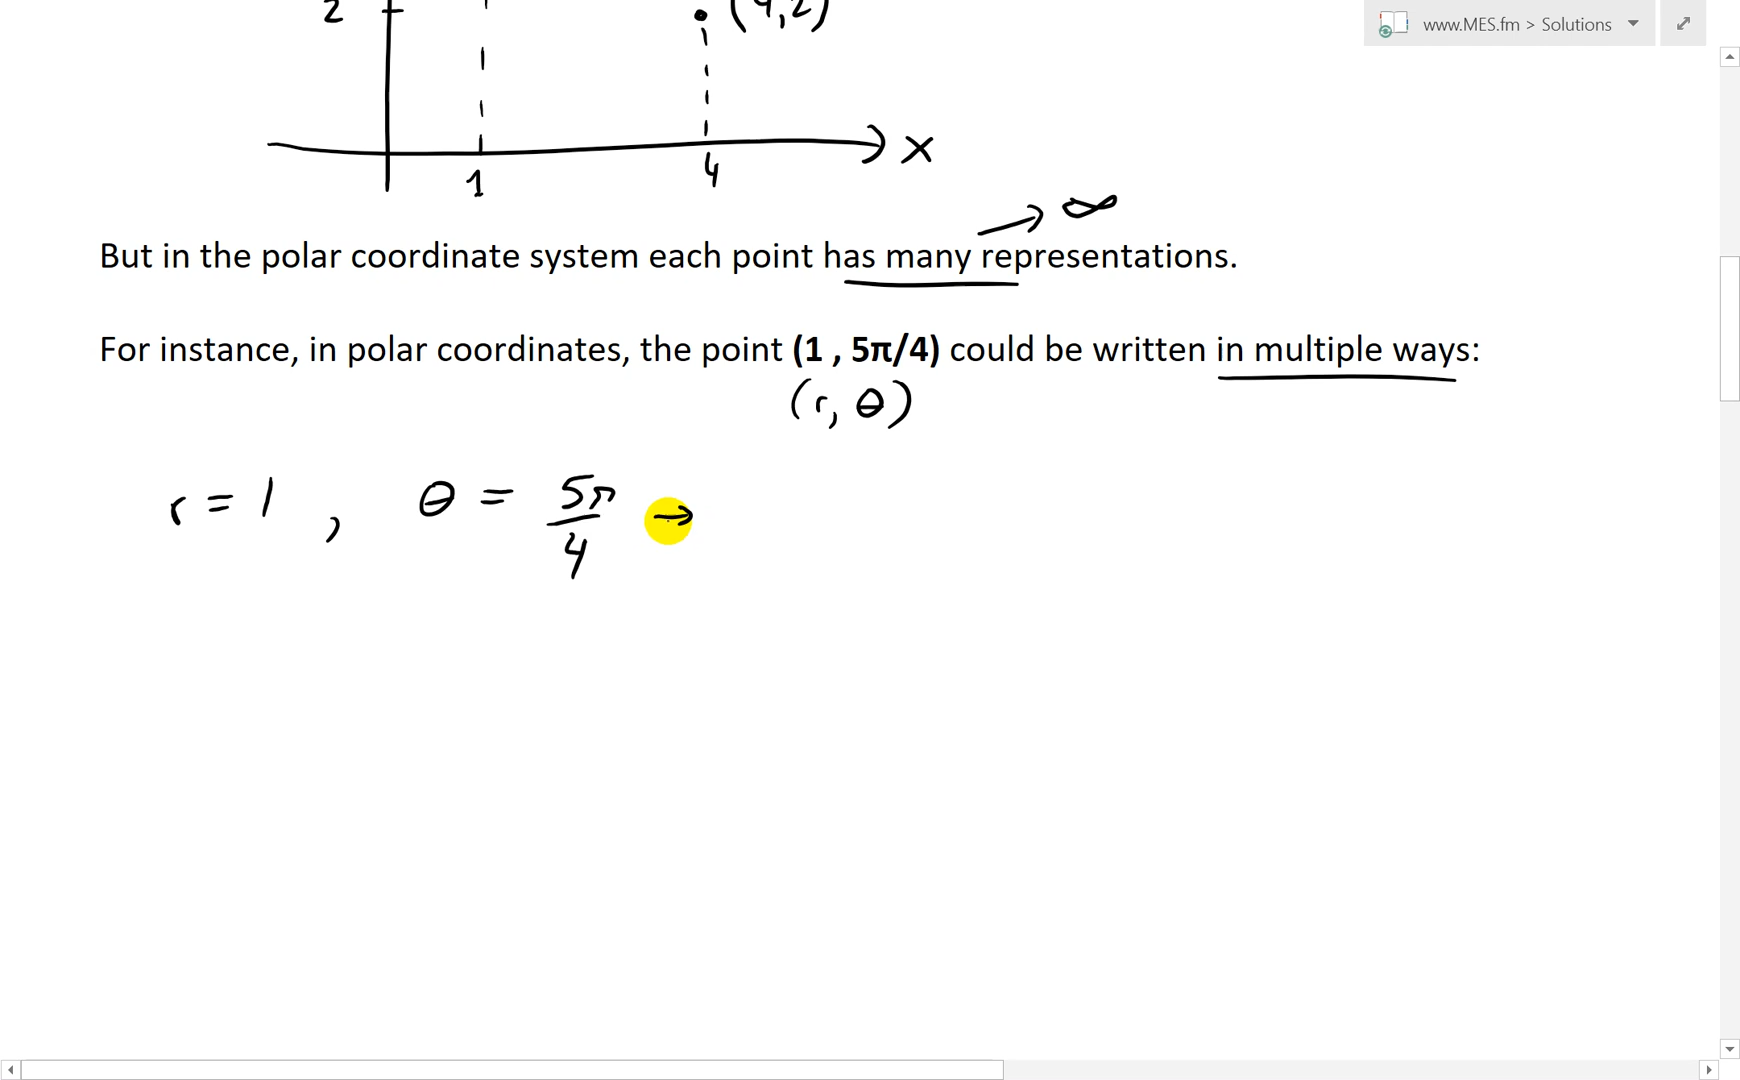 www.MES.fm > Solutions
2
(4,2)
x
1
4
→ ∞
But in the polar coordinate system each point has many representations.
For instance, in polar coordinates, the point (1 , 5π/4) could be written in multiple ways:
(r, θ)
r = 1 , θ = 5π/4 →